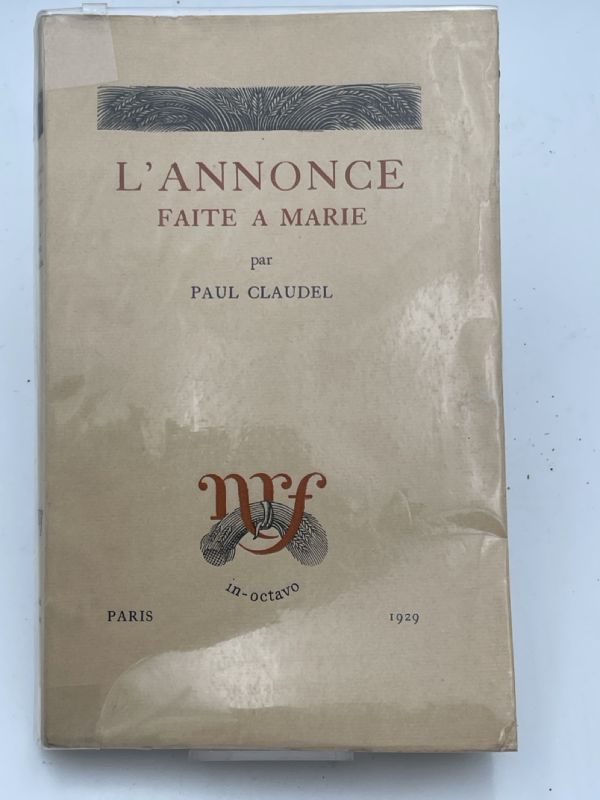 L'ANNONCE
FAITE A MARIE
par
PAUL CLAUDEL
nrf
in-octavo
PARIS 1929